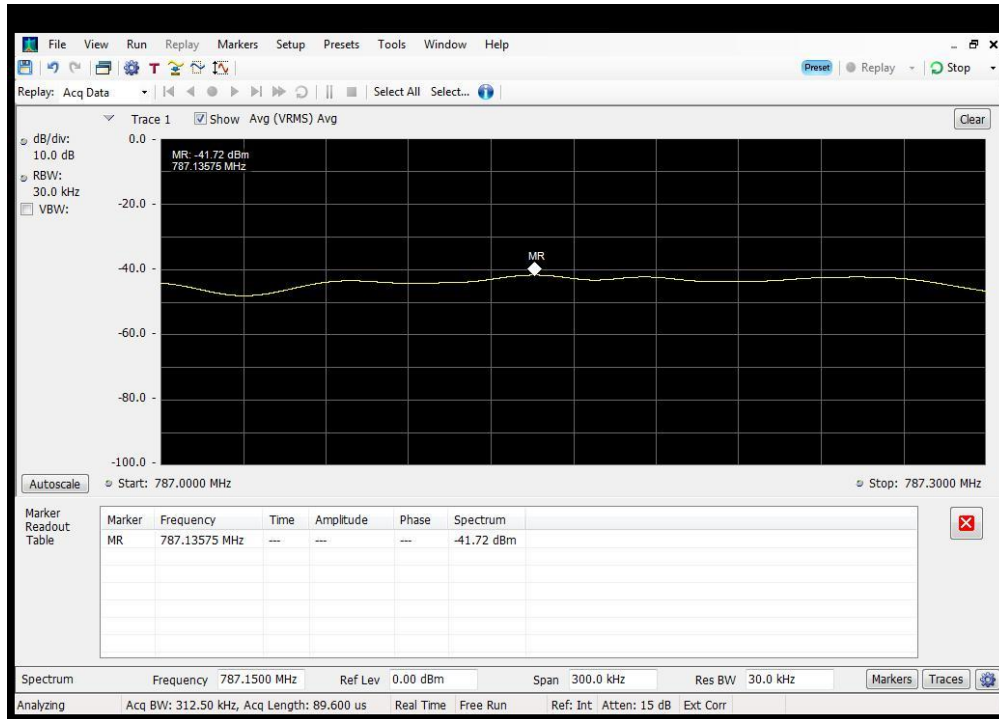 File View Run Replay Markers Setup Presets Tools Window Help
Preset Replay Stop
Replay: Acq Data Select All Select...
Trace 1 Show Avg (VRMS) Avg Clear
dB/div:
10.0 dB
RBW:
30.0 kHz
VBW:
0.0
MR: -41.72 dBm
787.13575 MHz
-20.0
MR
-40.0
-60.0
-80.0
-100.0
Autoscale Start: 787.0000 MHz Stop: 787.3000 MHz
Marker
Readout
Table
Marker Frequency Time Amplitude Phase Spectrum
MR 787.13575 MHz --- --- --- -41.72 dBm
Spectrum Frequency 787.1500 MHz Ref Lev 0.00 dBm Span 300.0 kHz Res BW 30.0 kHz Markers Traces
Analyzing Acq BW: 312.50 kHz, Acq Length: 89.600 us Real Time Free Run Ref: Int Atten: 15 dB Ext Corr